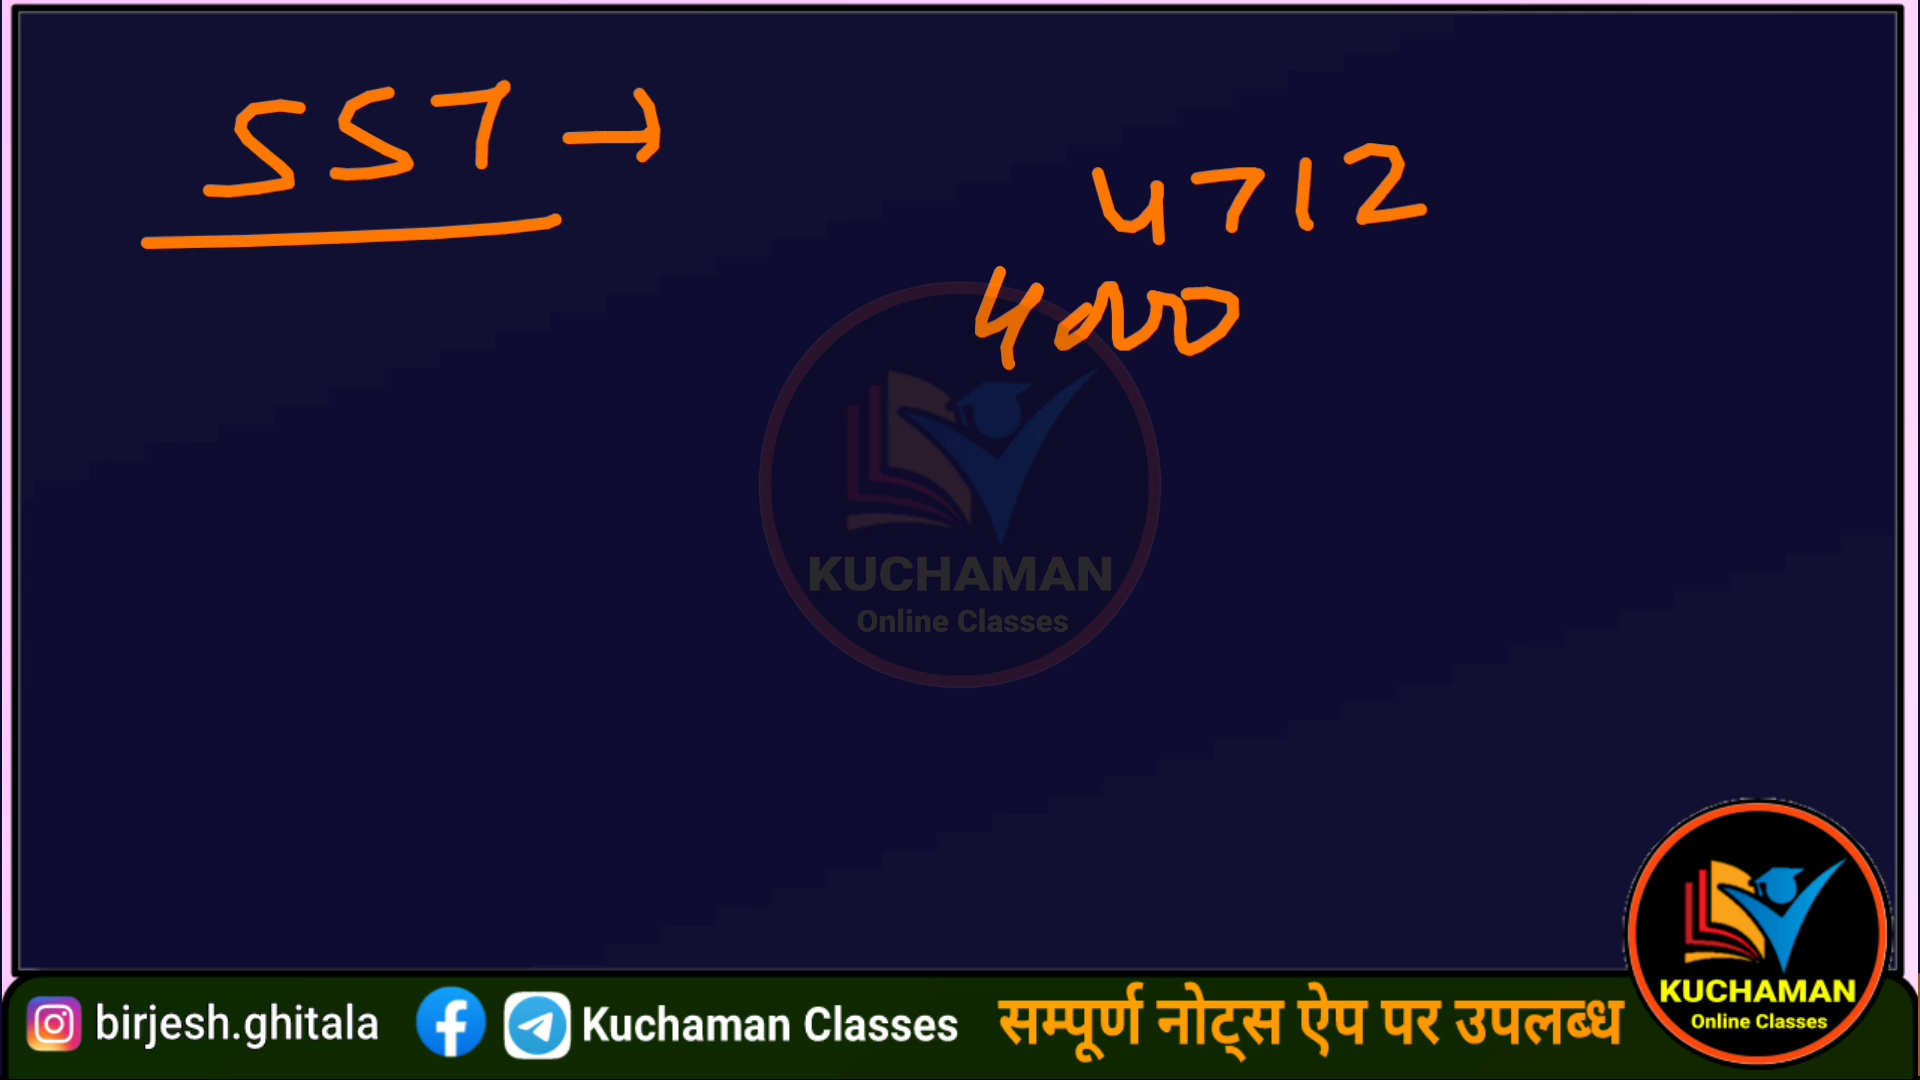 SST →
4712
4000
KUCHAMAN
Online Classes
birjesh.ghitala
Kuchaman Classes
सम्पूर्ण नोट्स ऐप पर उपलब्ध
KUCHAMAN
Online Classes